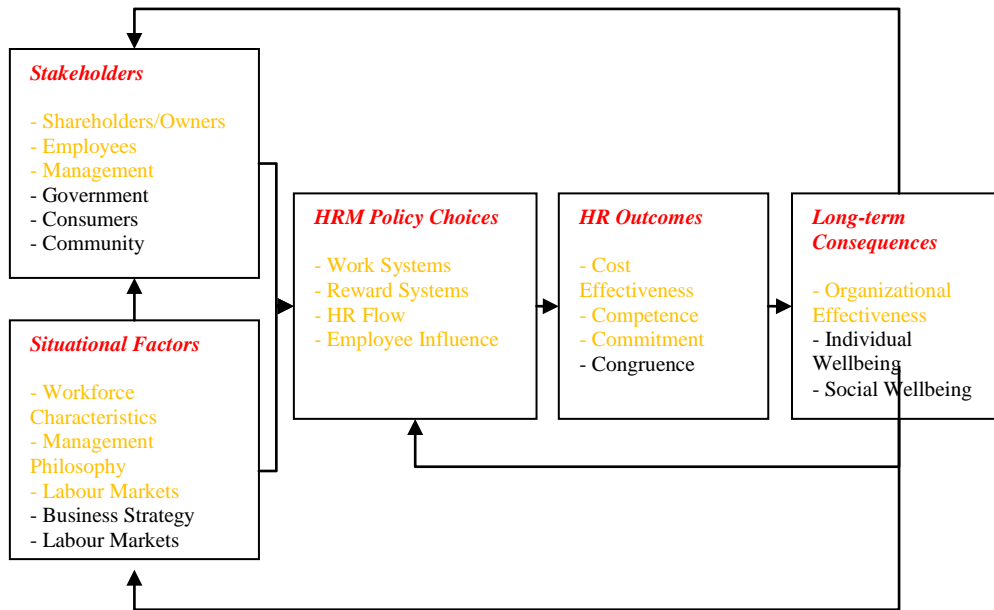 Stakeholders
- Shareholders/Owners
- Employees
- Management
- Government
- Consumers
- Community
Situational Factors
- Workforce
Characteristics
- Management
Philosophy
- Labour Markets
- Business Strategy
- Labour Markets
HRM Policy Choices
- Work Systems
- Reward Systems
- HR Flow
- Employee Influence
HR Outcomes
- Cost
Effectiveness
- Competence
- Commitment
- Congruence
Long-term
Consequences
- Organizational
Effectiveness
- Individual
Wellbeing
- Social Wellbeing